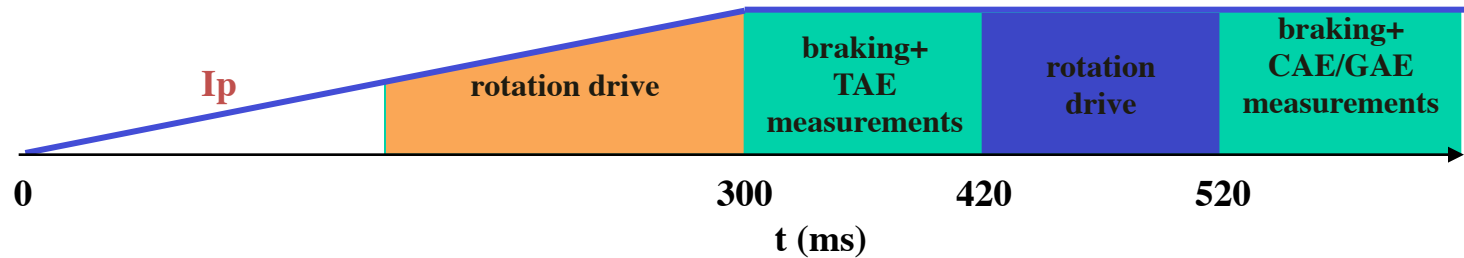 Ip
rotation drive
braking+
TAE
measurements
rotation
drive
braking+
CAE/GAE
measurements
0
300
420
520
t (ms)